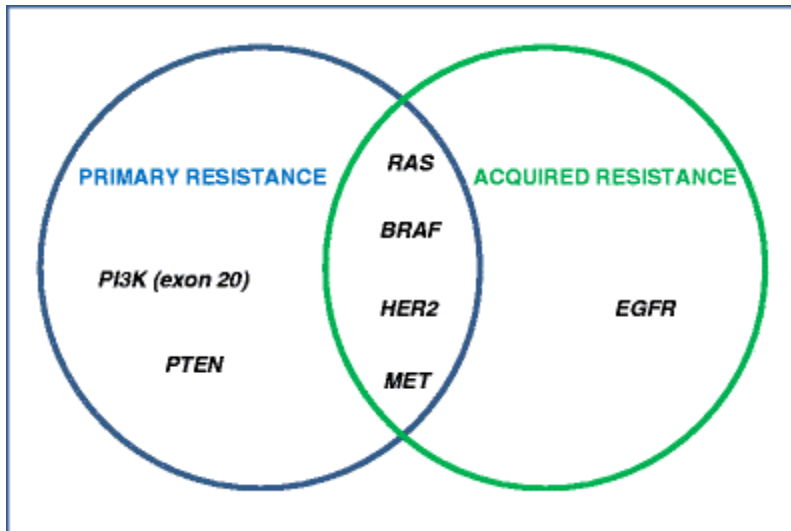 RAS
PRIMARY RESISTANCE
ACQUIRED RESISTANCE
BRAF
PI3K (exon 20)
HER2
EGFR
PTEN
MET